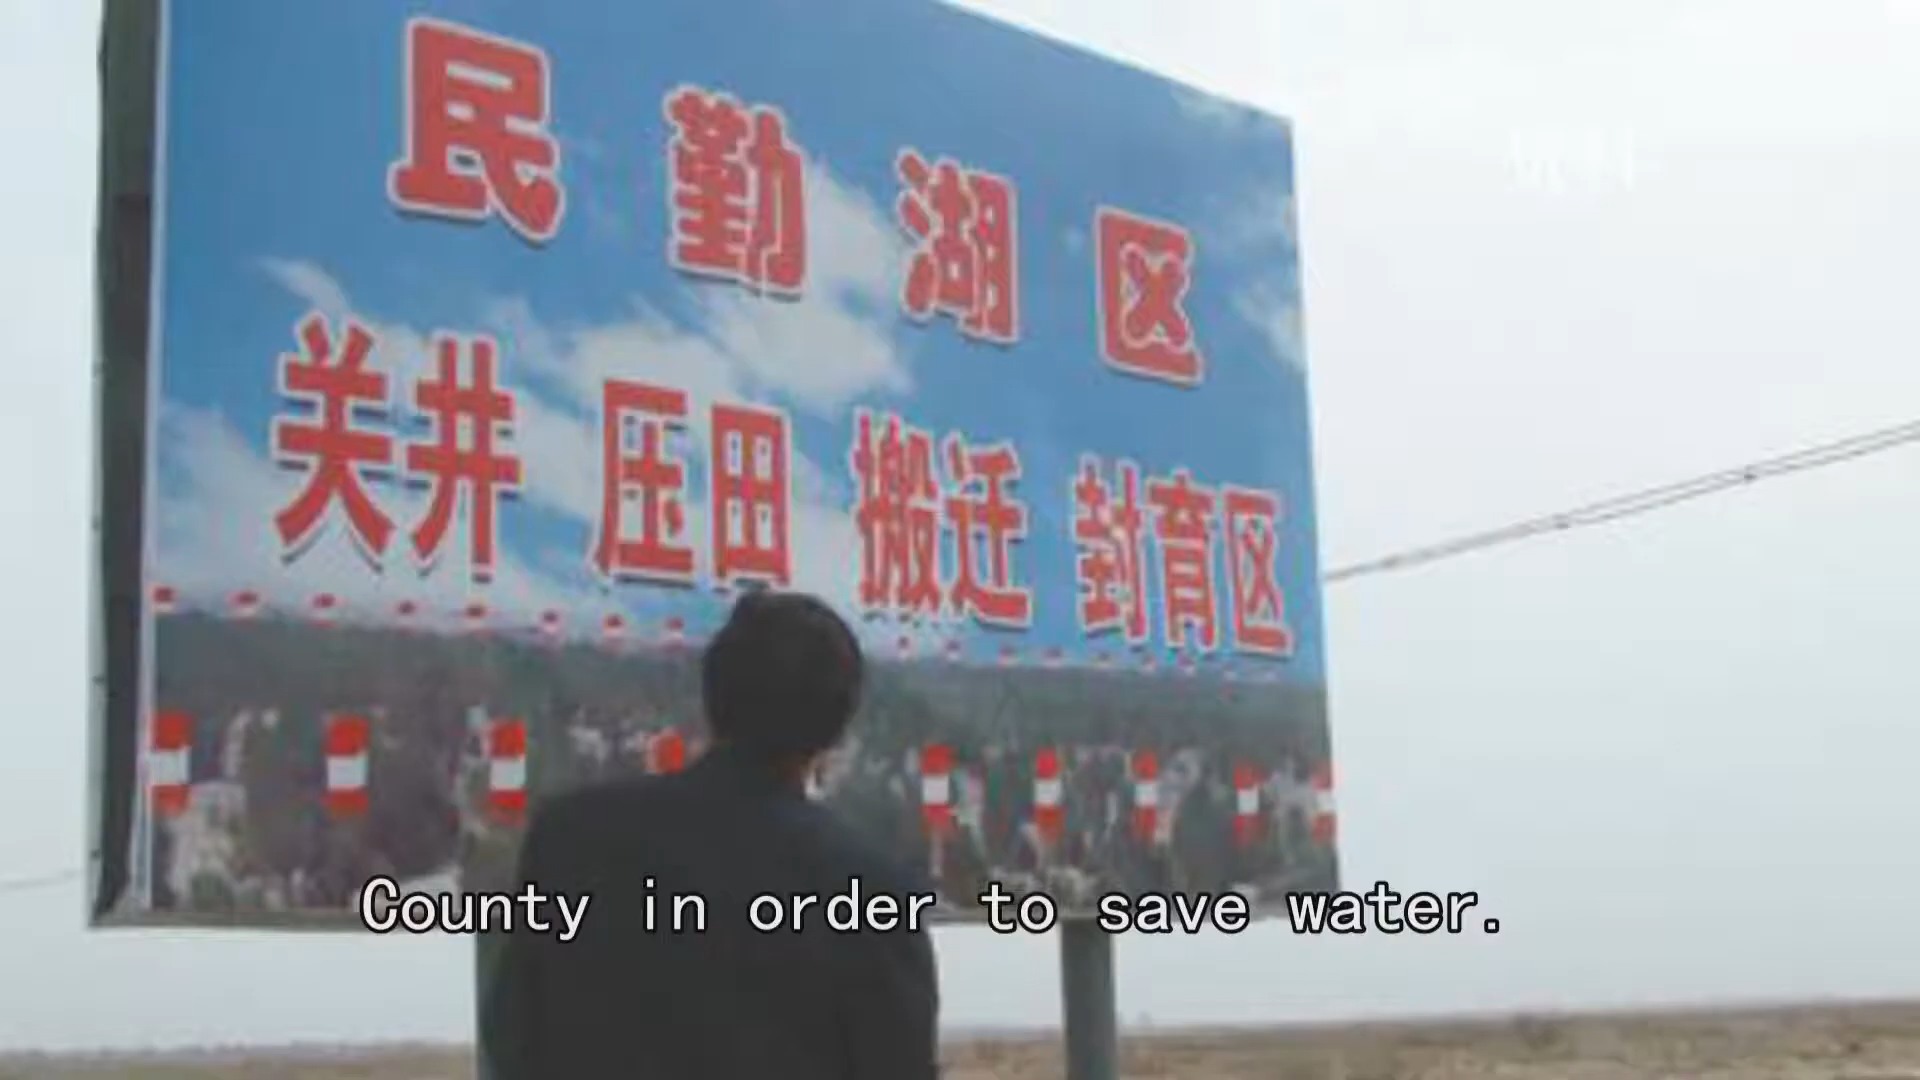 民勤湖区
关井 压田 搬迁 封育区
County in order to save water.